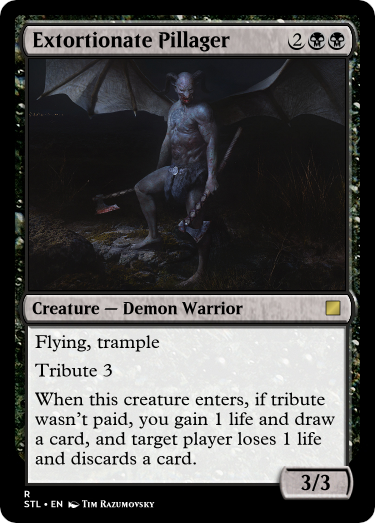 Extortionate Pillager 2
Creature — Demon Warrior
Flying, trample
Tribute 3
When this creature enters, if tribute
wasn't paid, you gain 1 life and draw
a card, and target player loses 1 life
and discards a card.
3/3
R
STL • EN Tim Razumovsky